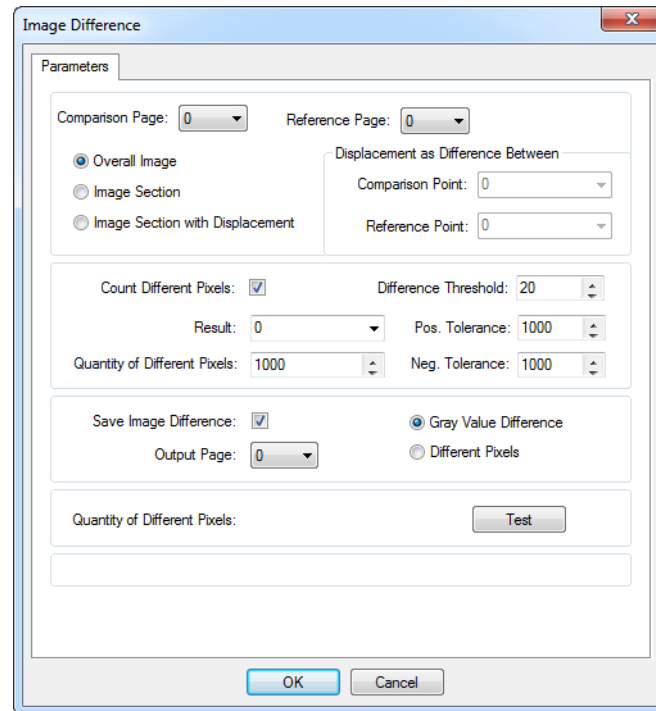 Image Difference
Parameters
Comparison Page: 0 Reference Page: 0
Overall Image
Image Section
Image Section with Displacement
Displacement as Difference Between
Comparison Point: 0
Reference Point: 0
Count Different Pixels: Difference Threshold: 20
Result: 0 Pos. Tolerance: 1000
Quantity of Different Pixels: 1000 Neg. Tolerance: 1000
Save Image Difference: Gray Value Difference
Output Page: 0 Different Pixels
Quantity of Different Pixels: Test
OK Cancel